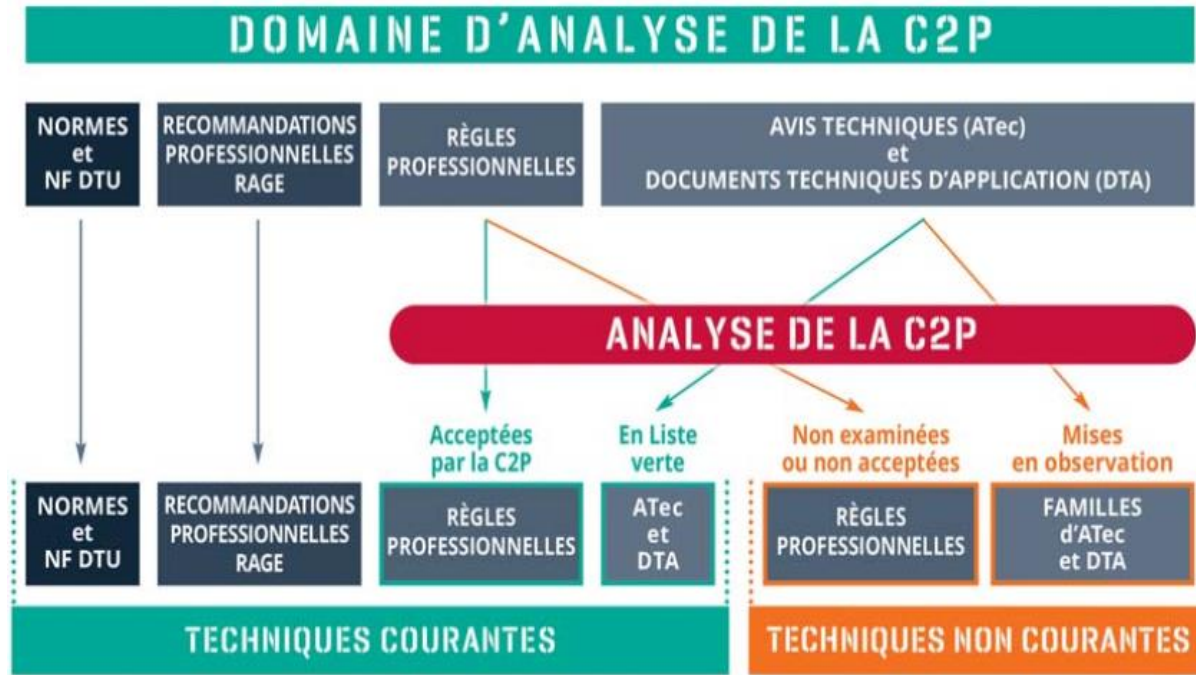 DOMAINE D'ANALYSE DE LA C2P
NORMES
et
NF DTU
RECOMMANDATIONS
PROFESSIONNELLES
RAGE
RÈGLES
PROFESSIONNELLES
AVIS TECHNIQUES (ATec)
et
DOCUMENTS TECHNIQUES D'APPLICATION (DTA)
ANALYSE DE LA C2P
Acceptées
par la C2P
En Liste
verte
Non examinées
ou non acceptées
Mises
en observation
NORMES
et
NF DTU
RECOMMANDATIONS
PROFESSIONNELLES
RAGE
RÈGLES
PROFESSIONNELLES
ATec
et
DTA
RÈGLES
PROFESSIONNELLES
FAMILLES
d'ATec
et DTA
TECHNIQUES COURANTES
TECHNIQUES NON COURANTES